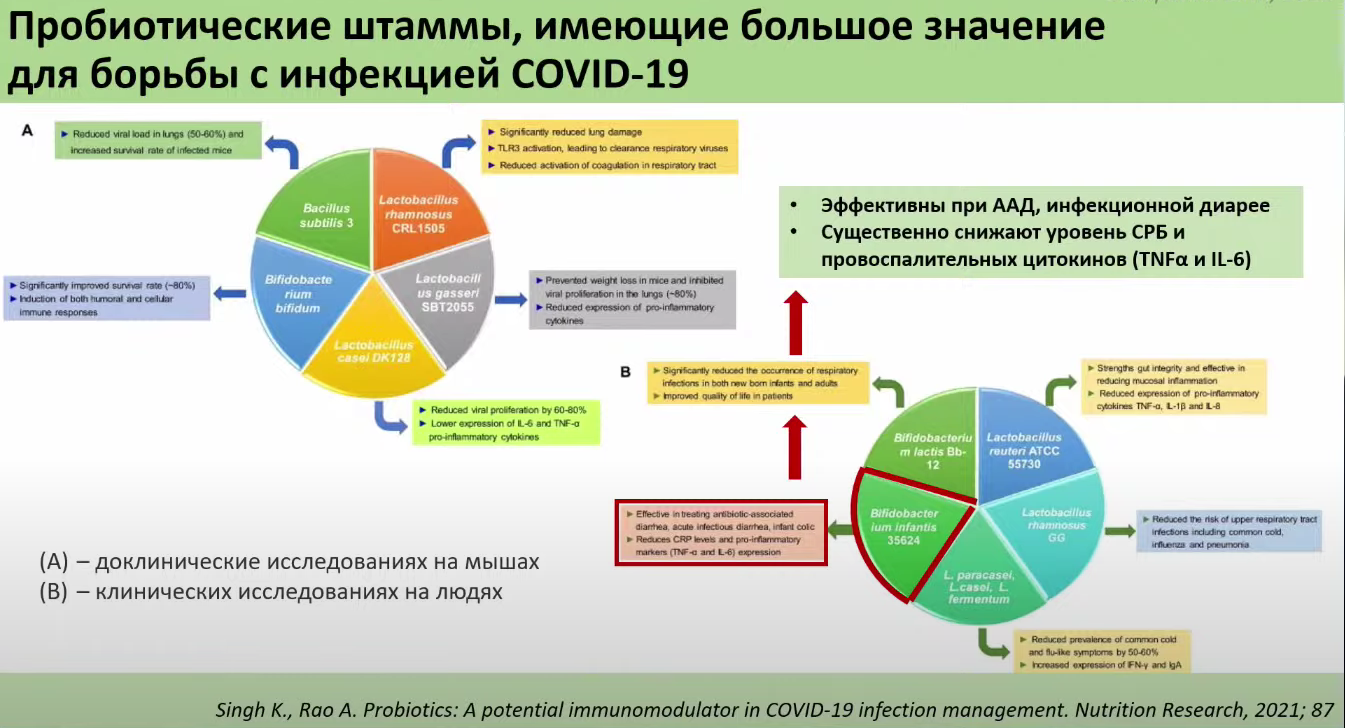 Пробиотические штаммы, имеющие большое значение
для борьбы с инфекцией COVID-19
A
Reduced viral load in lungs (50-60%) and
increased survival rate of infected mice
Significantly reduced lung damage
TLR3 activation, leading to clearance respiratory viruses
Reduced activation of coagulation in respiratory tract
Bacillus
subtilis 3
Lactobacillus
rhamnosus
CRL1505
Bifidobacte
rium
bifidum
Lactobacill
us gasseri
SBT2055
Lactobacillus
casei DK128
Significantly improved survival rate (~80%)
Induction of both humoral and cellular
immune responses
Prevented weight loss in mice and inhibited
viral proliferation in the lungs (~80%)
Reduced expression of pro-inflammatory
cytokines
Reduced viral proliferation by 60-80%
Lower expression of IL-6 and TNF-α
pro-inflammatory cytokines
• Эффективны при ААД, инфекционной диарее
• Существенно снижают уровень СРБ и
провоспалительных цитокинов (TNFα и IL-6)
B
Significantly reduced the occurrence of respiratory
infections in both new born infants and adults
Improved quality of life in patients
Strengths gut integrity and effective in
reducing mucosal inflammation
Reduced expression of pro-inflammatory
cytokines TNF-α, IL-1β and IL-8
Bifidobacteriu
m lactis Bb-
12
Lactobacillus
reuteri ATCC
55730
Bifidobacter
ium infantis
35624
Lactobacillus
rhamnosus
GG
L. paracasei,
L.casei, L.
fermentum
Effective in treating antibiotic-associated
diarrhea, acute infectious diarrhea, infant colic
Reduces CRP levels and pro-inflammatory
markers (TNF-α and IL-6) expression
Reduced the risk of upper respiratory tract
infections including common cold,
influenza and pneumonia
Reduced prevalence of common cold
and flu-like symptoms by 50-60%
Increased expression of IFN-γ and IgA
(A) – доклинические исследованиях на мышах
(B) – клинических исследованиях на людях
Singh K., Rao A. Probiotics: A potential immunomodulator in COVID-19 infection management. Nutrition Research, 2021; 87